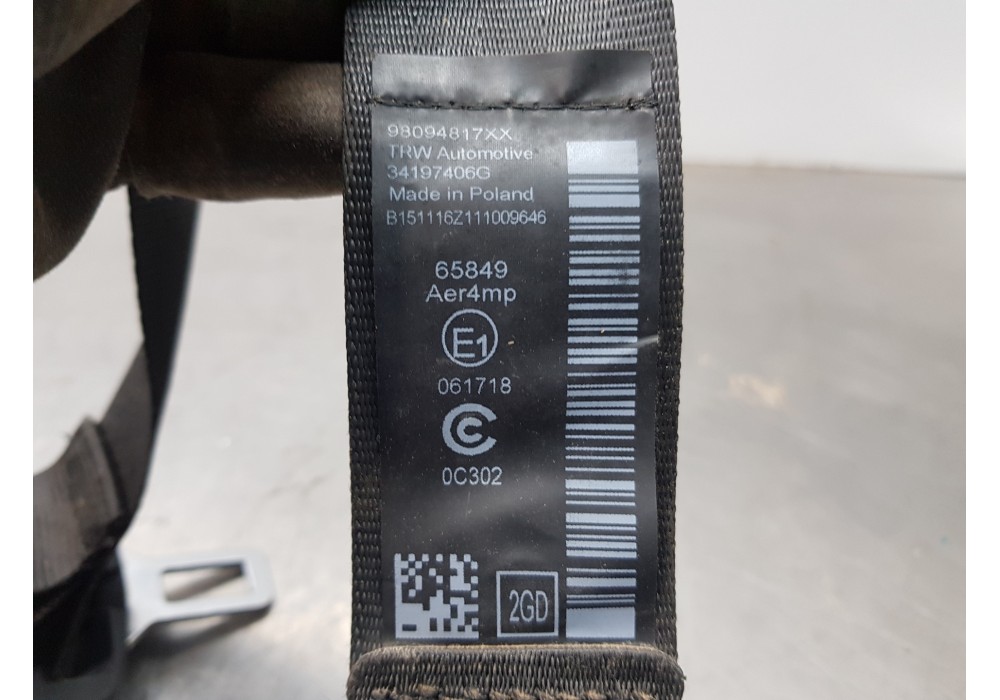 98094817XX
TRW Automotive
34197406G
Made in Poland
B151116Z111009646
65849
Aer4mp
E1
061718
0C302
2GD